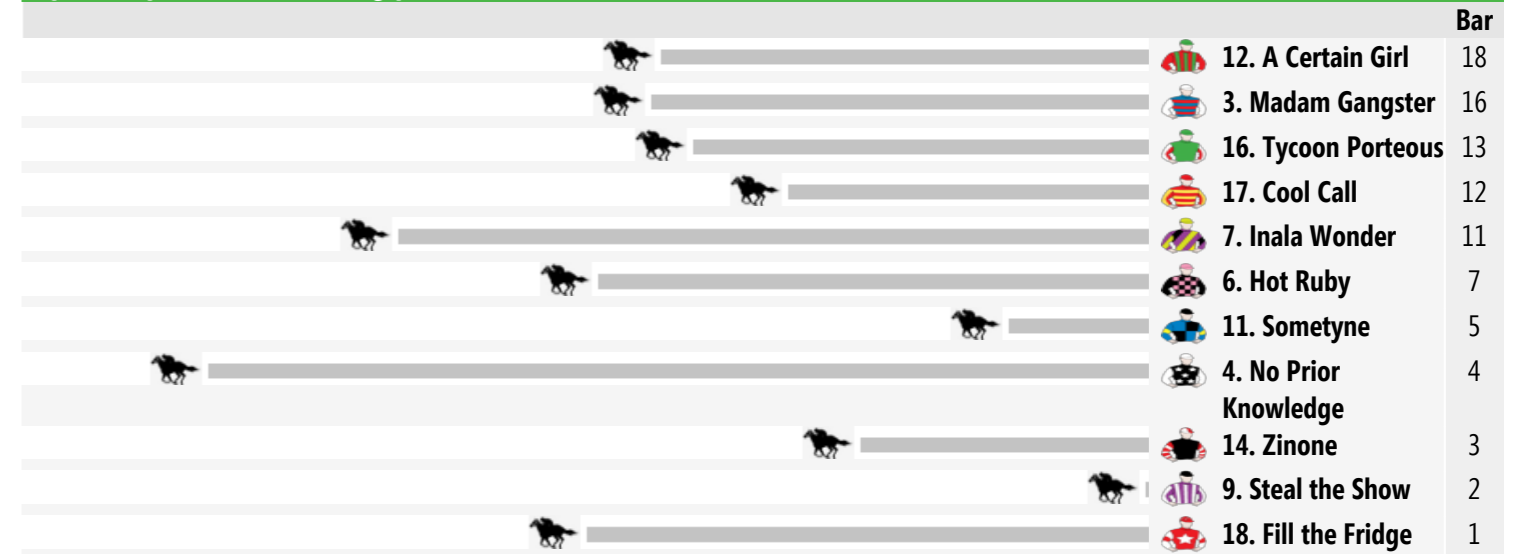 Bar
12. A Certain Girl 18
3. Madam Gangster 16
16. Tycoon Porteous 13
17. Cool Call 12
7. Inala Wonder 11
6. Hot Ruby 7
11. Sometyne 5
4. No Prior 4
Knowledge
14. Zinone 3
9. Steal the Show 2
18. Fill the Fridge 1